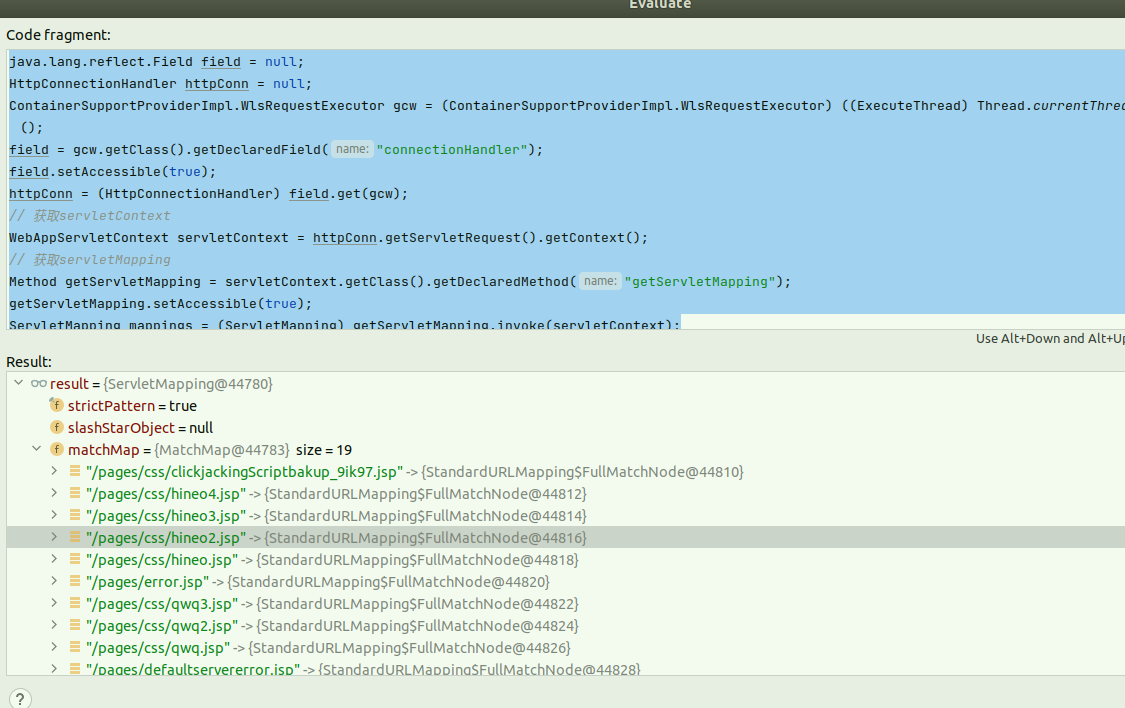 Evaluate
Code fragment:
java.lang.reflect.Field field = null;
HttpConnectionHandler httpConn = null;
ContainerSupportProviderImpl.WlsRequestExecutor gcw = (ContainerSupportProviderImpl.WlsRequestExecutor) ((ExecuteThread) Thread.currentThre
();
field = gcw.getClass().getDeclaredField( name: "connectionHandler");
field.setAccessible(true);
httpConn = (HttpConnectionHandler) field.get(gcw);
// 获取servletContext
WebAppServletContext servletContext = httpConn.getServletRequest().getContext();
// 获取servletMapping
Method getServletMapping = servletContext.getClass().getDeclaredMethod( name: "getServletMapping");
getServletMapping.setAccessible(true);
ServletMapping mappings = (ServletMapping) getServletMapping.invoke(servletContext);
Use Alt+Down and Alt+Up
Result:
result = {ServletMapping@44780}
f strictPattern = true
f slashStarObject = null
f matchMap = {MatchMap@44783} size = 19
"/pages/css/clickjackingScriptbakup_9ik97.jsp" -> {StandardURLMapping$FullMatchNode@44810}
"/pages/css/hineo4.jsp" -> {StandardURLMapping$FullMatchNode@44812}
"/pages/css/hineo3.jsp" -> {StandardURLMapping$FullMatchNode@44814}
"/pages/css/hineo2.jsp" -> {StandardURLMapping$FullMatchNode@44816}
"/pages/css/hineo.jsp" -> {StandardURLMapping$FullMatchNode@44818}
"/pages/error.jsp" -> {StandardURLMapping$FullMatchNode@44820}
"/pages/css/qwq3.jsp" -> {StandardURLMapping$FullMatchNode@44822}
"/pages/css/qwq2.jsp" -> {StandardURLMapping$FullMatchNode@44824}
"/pages/css/qwq.jsp" -> {StandardURLMapping$FullMatchNode@44826}
"/pages/defaultservererror.jsp" -> {StandardURLMapping$FullMatchNode@44828}
?